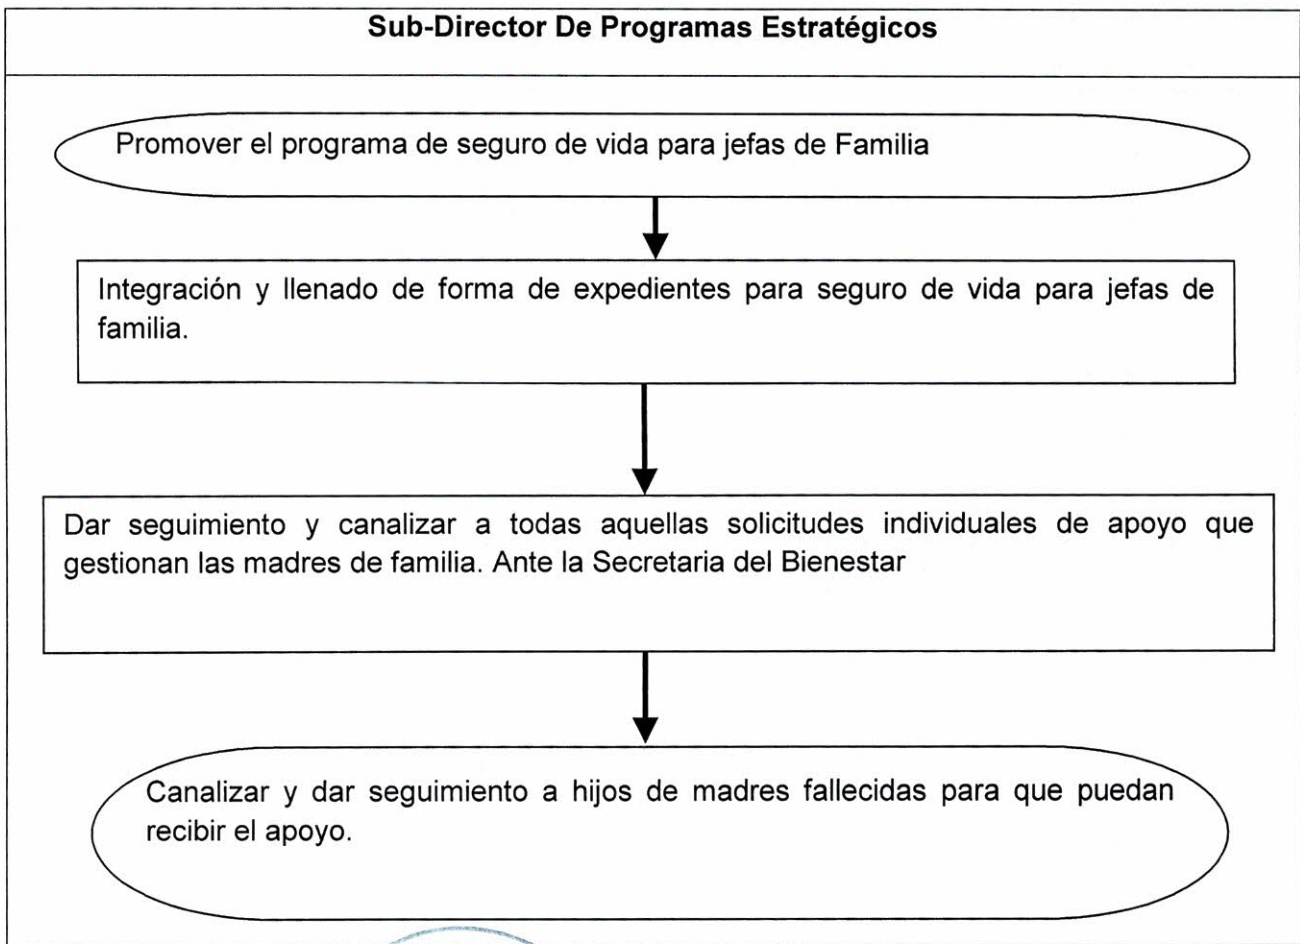 Sub-Director De Programas Estratégicos
Promover el programa de seguro de vida para jefas de Familia
Integración y llenado de forma de expedientes para seguro de vida para jefas de
familia.
Dar seguimiento y canalizar a todas aquellas solicitudes individuales de apoyo que
gestionan las madres de familia. Ante la Secretaria del Bienestar
Canalizar y dar seguimiento a hijos de madres fallecidas para que puedan
recibir el apoyo.